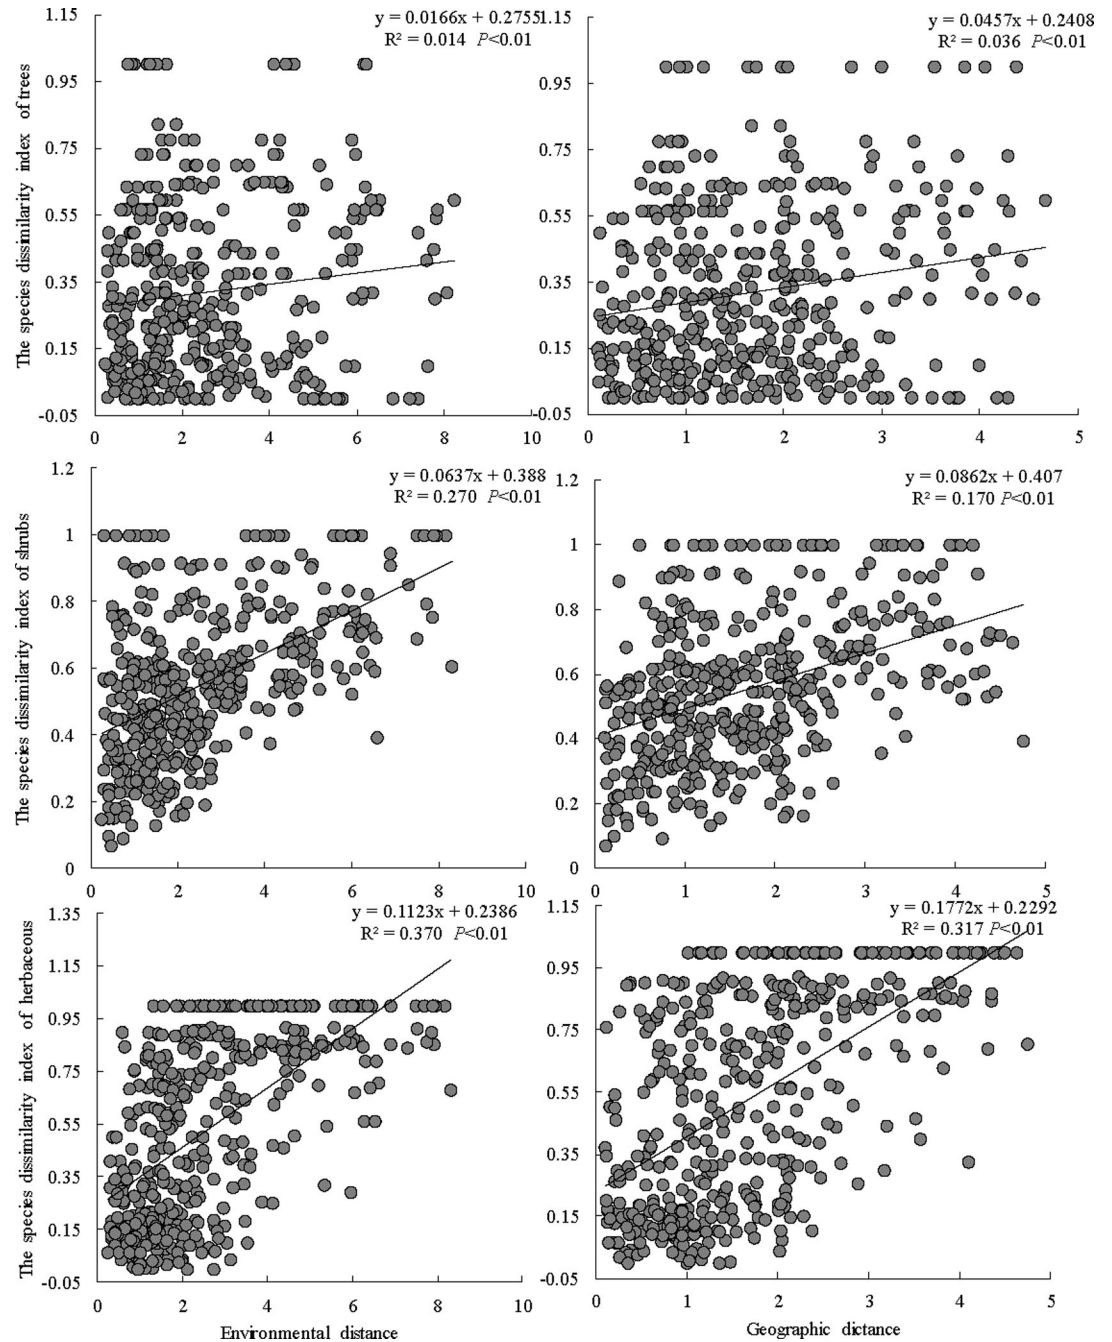 y = 0.0166x + 0.2755
R² = 0.014 P<0.01
1.15
0.95
0.75
0.55
0.35
0.15
-0.05
0 2 4 6 8 10
The species dissimilarity index of trees
y = 0.0457x + 0.2408
R² = 0.036 P<0.01
1.15
0.95
0.75
0.55
0.35
0.15
-0.05
0 1 2 3 4 5
y = 0.0637x + 0.388
R² = 0.270 P<0.01
1.2
1
0.8
0.6
0.4
0.2
0
0 2 4 6 8 10
The species dissimilarity index of shrubs
y = 0.0862x + 0.407
R² = 0.170 P<0.01
1.2
1
0.8
0.6
0.4
0.2
0
0 1 2 3 4 5
y = 0.1123x + 0.2386
R² = 0.370 P<0.01
1.35
1.15
0.95
0.75
0.55
0.35
0.15
-0.05
0 2 4 6 8 10
The species dissimilarity index of herbaceous
Environmental distance
y = 0.1772x + 0.2292
R² = 0.317 P<0.01
1.15
0.95
0.75
0.55
0.35
0.15
-0.05
0 1 2 3 4 5
Geographic dictance